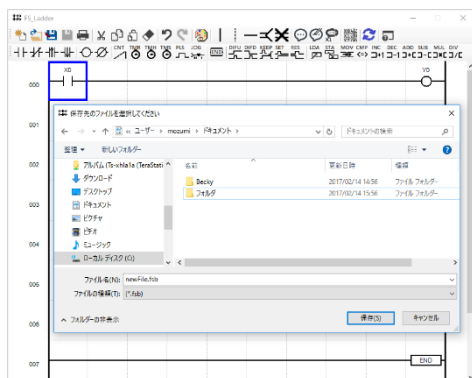 FS_Ladder
CNT TMR TMH TMS PLS JOG DIFU DIFD KEEP SET RES LDA STA MOV CMP INC DEC ADD SUB MUL DIV
END
X0 Y0
000
保存先のファイルを選択してください
001
« ユーザー › mozumi › ドキュメント ›
ドキュメントの検索
整理 新しいフォルダー
002
アルバム (Ts-xhla1a (TeraStati
名前 更新日時 種類
ダウンロード
Becky 2017/02/14 14:56 ファイル フォルダー
デスクトップ
フォルダ 2017/02/14 15:56 ファイル フォルダー
003
ドキュメント
ピクチャ
ビデオ
004
ミュージック
ローカル ディスク (C:)
005
ファイル名(N): newFile.fsb
ファイルの種類(T): (*.fsb)
006
フォルダーの非表示
保存(S) キャンセル
007
END